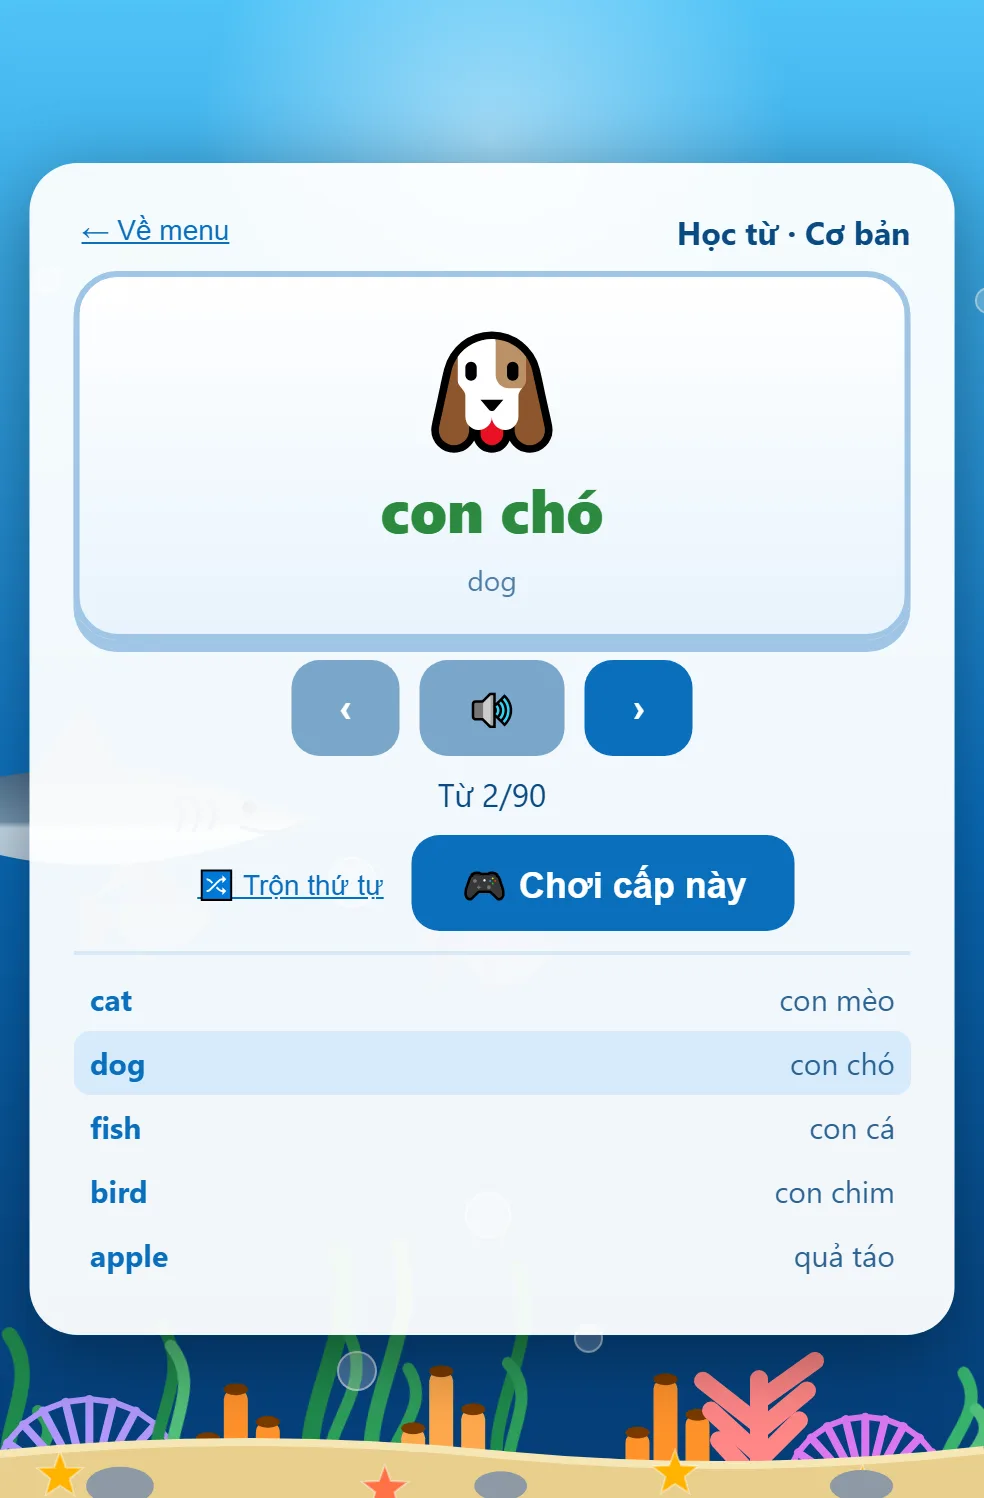 ← Về menu
Học từ · Cơ bản
con chó
dog
‹
›
Từ 2/90
Trộn thứ tự
Chơi cấp này
cat con mèo
dog con chó
fish con cá
bird con chim
apple quả táo